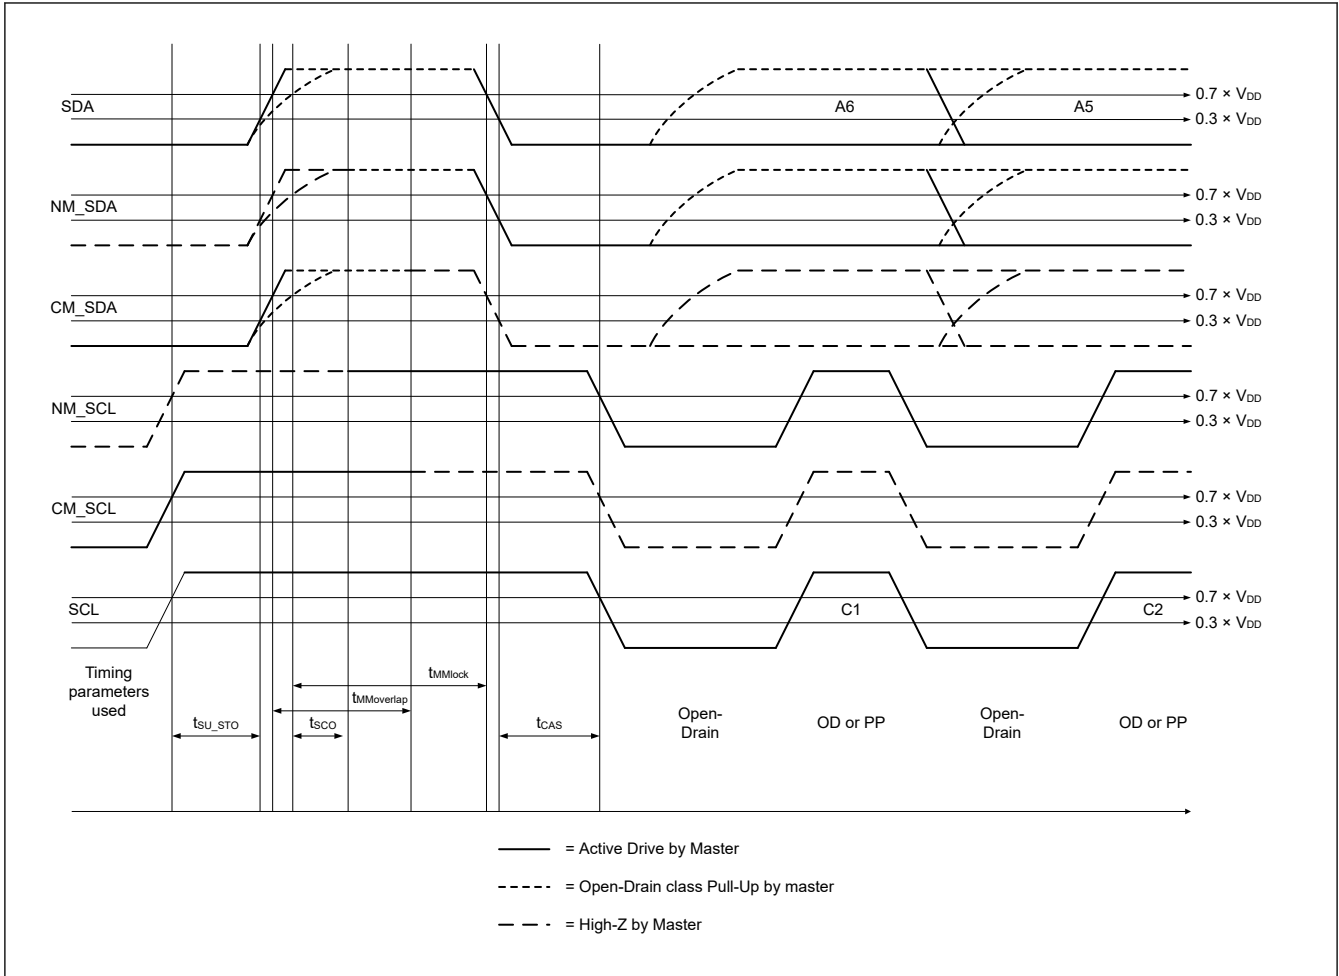 SDA
0.7 × VDD
A6
A5
0.3 × VDD
NM_SDA
0.7 × VDD
0.3 × VDD
CM_SDA
0.7 × VDD
0.3 × VDD
NM_SCL
0.7 × VDD
0.3 × VDD
CM_SCL
0.7 × VDD
0.3 × VDD
SCL
0.7 × VDD
C1
C2
0.3 × VDD
Timing
parameters
used
tMMlock
tMMoverlap
tSU_STO
tSCO
tCAS
Open-
Drain
OD or PP
Open-
Drain
OD or PP
= Active Drive by Master
= Open-Drain class Pull-Up by master
= High-Z by Master